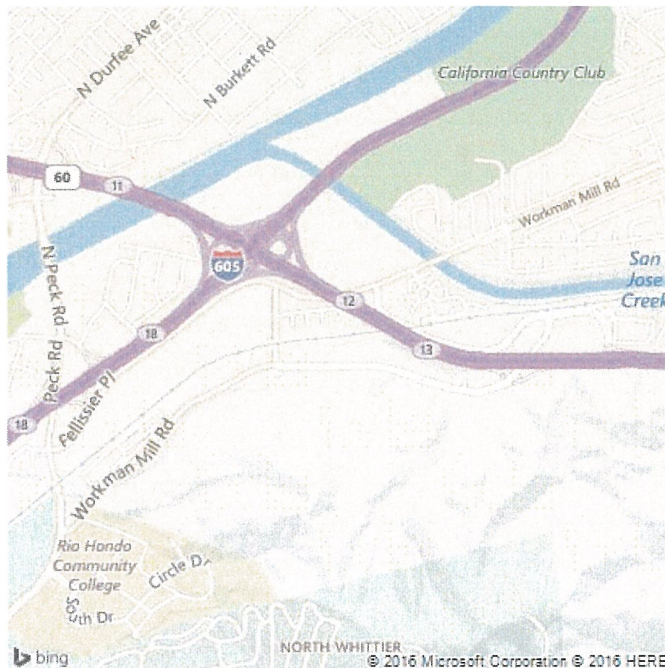 N Durfee Ave
N Burkett Rd
California Country Club
60
11
Workman Mill Rd
605
San
Jose
Creek
N Peck Rd
12
18
13
Peck Rd
Fellissier Pl
18
Workman Mill Rd
Rio Hondo
Community
College
Circle Dr
South Dr
NORTH WHITTIER
bing
© 2016 Microsoft Corporation © 2016 HERE